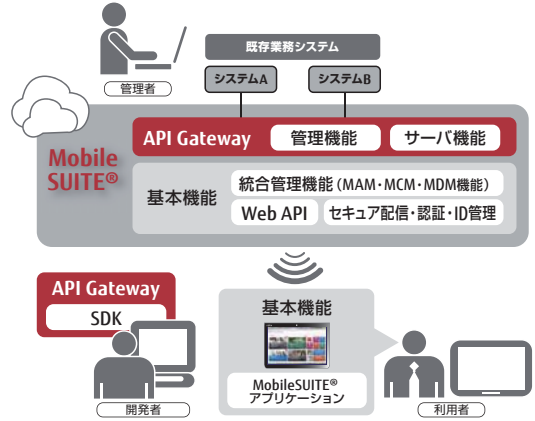 既存業務システム
システムA
システムB
管理者
Mobile
SUITE®
API Gateway
管理機能
サーバ機能
基本機能
統合管理機能(MAM・MCM・MDM機能)
Web API
セキュア配信・認証・ID管理
API Gateway
SDK
開発者
基本機能
MobileSUITE®
アプリケーション
利用者